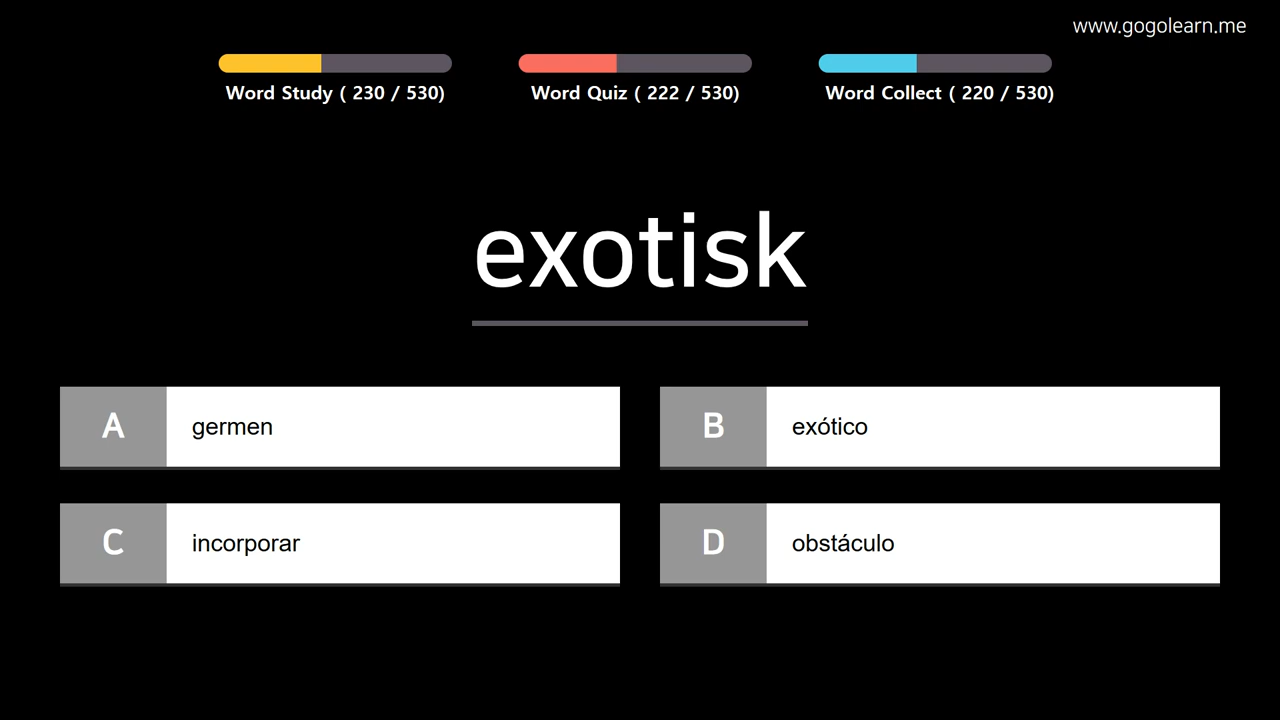 www.gogolearn.me
Word Study ( 230 / 530)
Word Quiz ( 222 / 530)
Word Collect ( 220 / 530)
exotisk
A germen
B exótico
C incorporar
D obstáculo